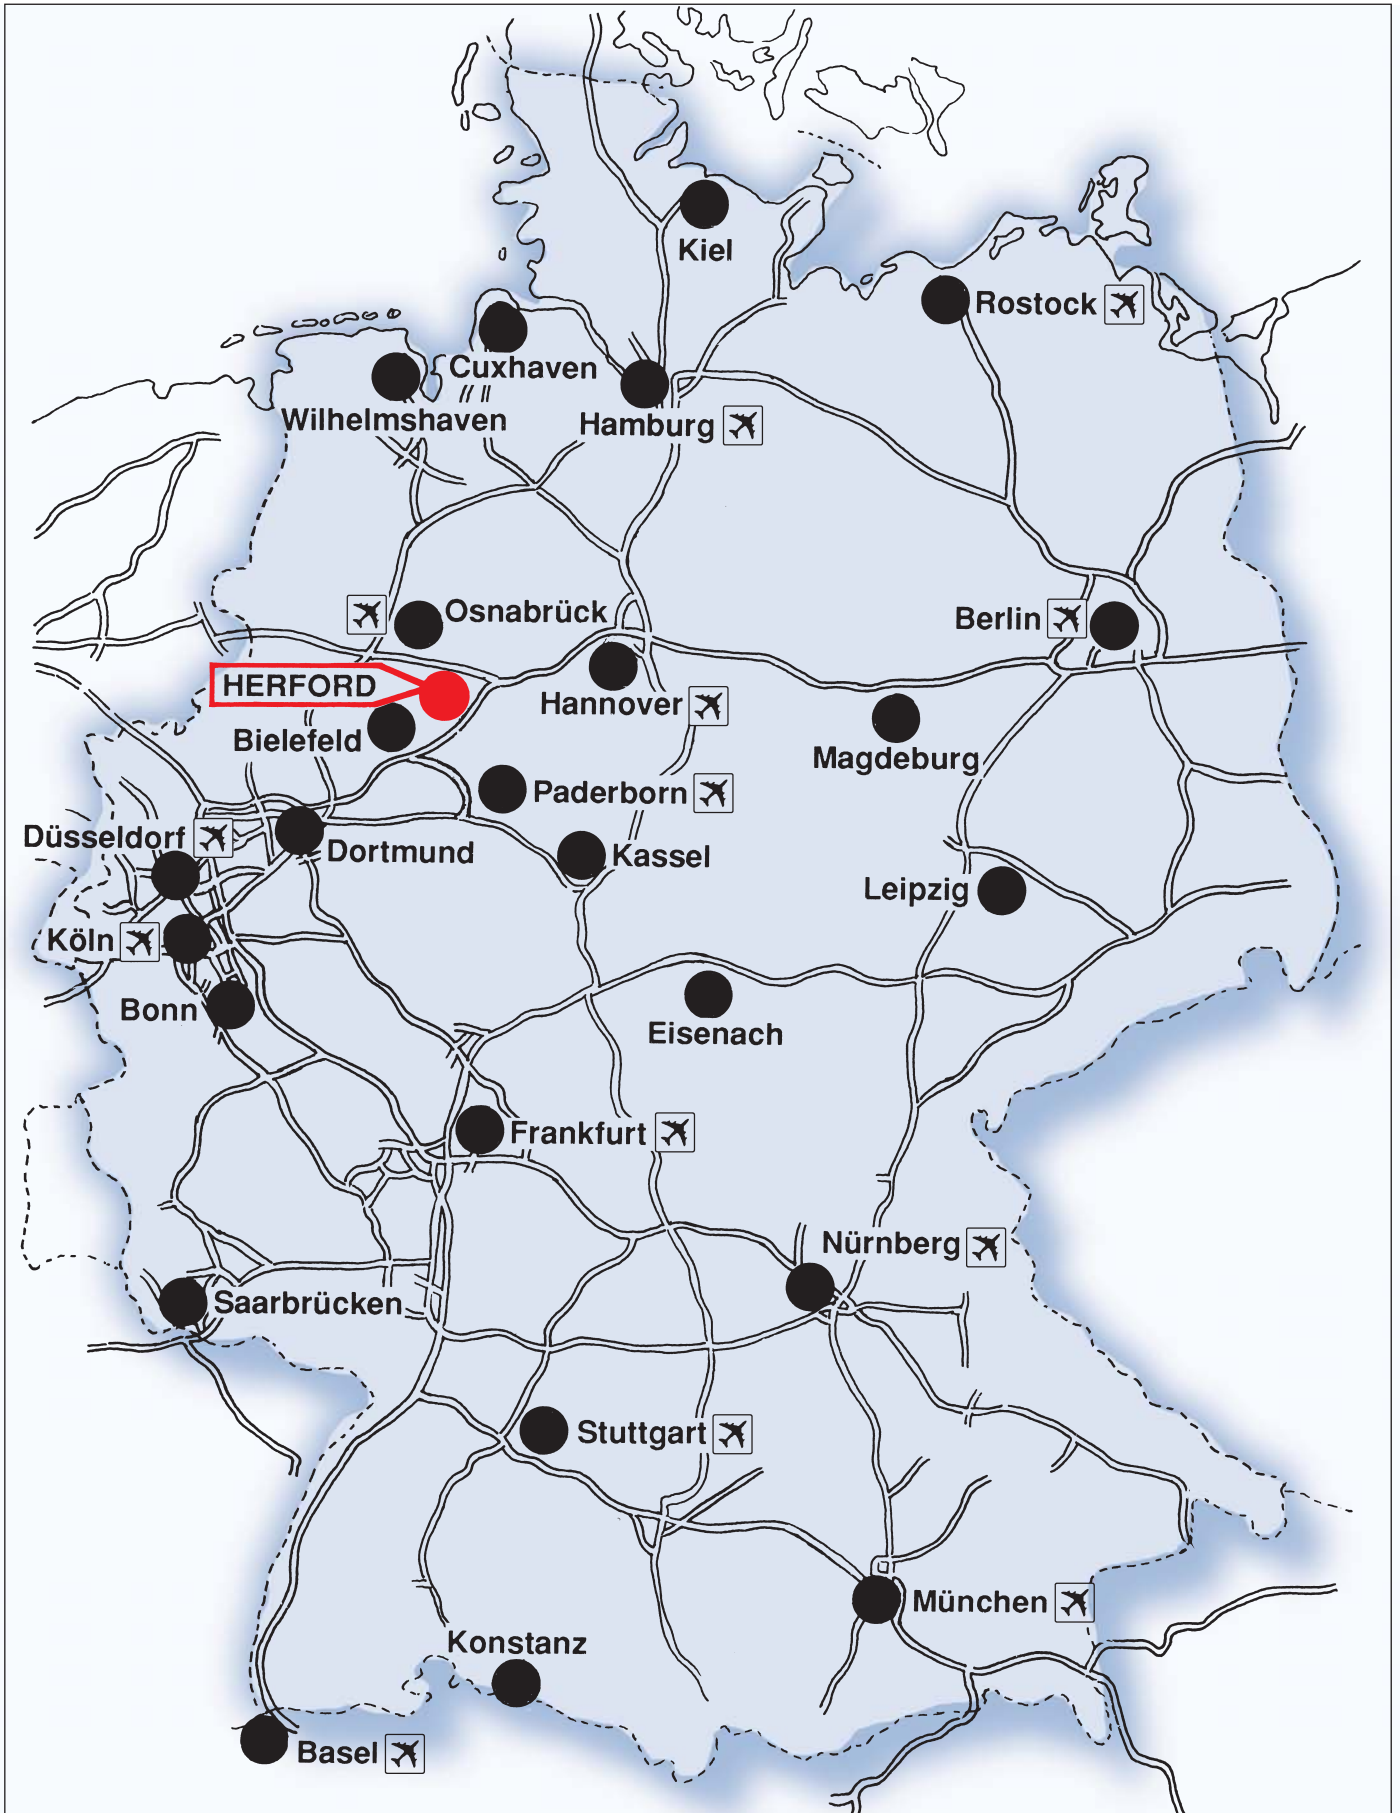 Kiel
Rostock
Cuxhaven
Wilhelmshaven
Hamburg
Osnabrück
Berlin
HERFORD
Hannover
Bielefeld
Magdeburg
Paderborn
Düsseldorf
Dortmund
Kassel
Leipzig
Köln
Bonn
Eisenach
Frankfurt
Nürnberg
Saarbrücken
Stuttgart
München
Konstanz
Basel